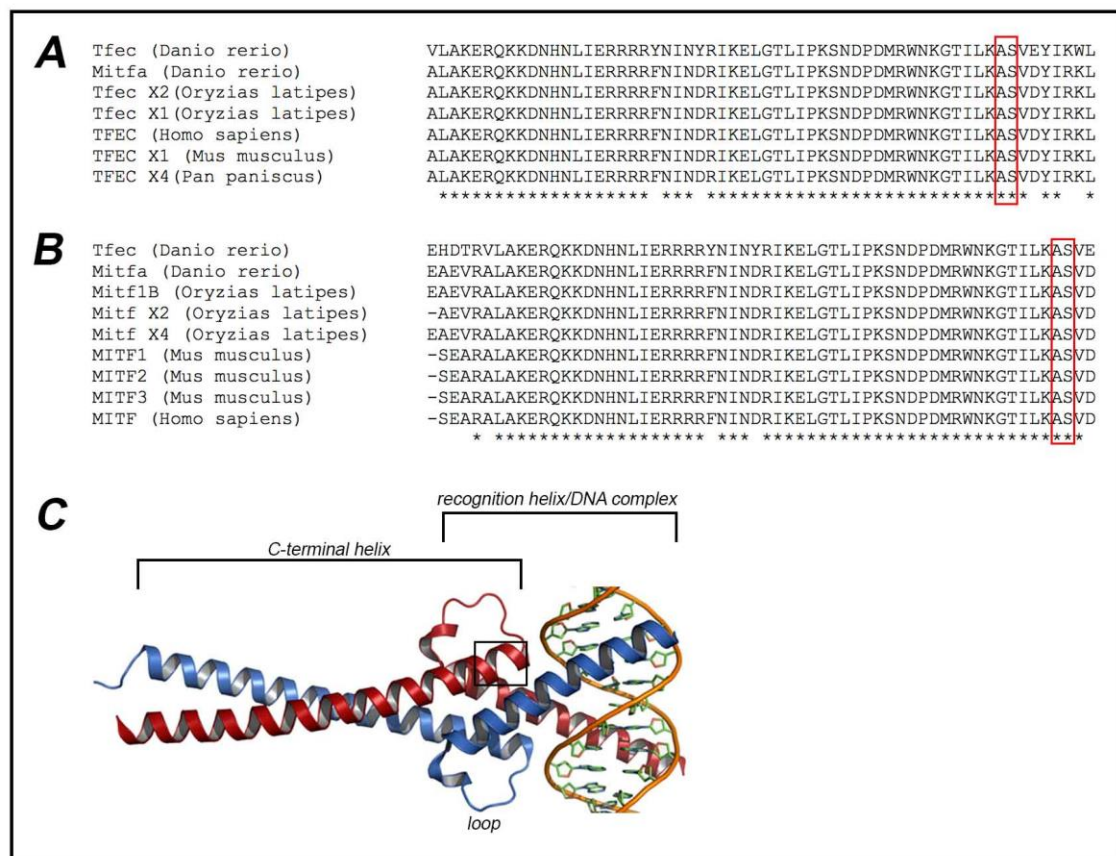 A
Tfec (Danio rerio) VLAKERQKKDNHNLIERRRRYNINYRIKELGTLIPKSNDPDMRWNKGTILKASVEYIKWL
Mitfa (Danio rerio) ALAKERQKKDNHNLIERRRRFNINDRIKELGTLIPKSNDPDMRWNKGTILKASVDYIRKL
Tfec X2(Oryzias latipes) ALAKERQKKDNHNLIERRRRFNINDRIKELGTLIPKSNDPDMRWNKGTILKASVDYIRKL
Tfec X1(Oryzias latipes) ALAKERQKKDNHNLIERRRRFNINDRIKELGTLIPKSNDPDMRWNKGTILKASVDYIRKL
TFEC (Homo sapiens) ALAKERQKKDNHNLIERRRRFNINDRIKELGTLIPKSNDPDMRWNKGTILKASVDYIRKL
TFEC X1 (Mus musculus) ALAKERQKKDNHNLIERRRRFNINDRIKELGTLIPKSNDPDMRWNKGTILKASVDYIRKL
TFEC X4(Pan paniscus) ALAKERQKKDNHNLIERRRRFNINDRIKELGTLIPKSNDPDMRWNKGTILKASVDYIRKL
******************* *** ***************************** **  *
B
Tfec (Danio rerio) EHDTRVLAKERQKKDNHNLIERRRRYNINYRIKELGTLIPKSNDPDMRWNKGTILKASVE
Mitfa (Danio rerio) EAEVRALAKERQKKDNHNLIERRRRFNINDRIKELGTLIPKSNDPDMRWNKGTILKASVD
Mitf1B (Oryzias latipes) EAEVRALAKERQKKDNHNLIERRRRFNINDRIKELGTLIPKSNDPDMRWNKGTILKASVD
Mitf X2 (Oryzias latipes) -AEVRALAKERQKKDNHNLIERRRRFNINDRIKELGTLIPKSNDPDMRWNKGTILKASVD
Mitf X4 (Oryzias latipes) EAEVRALAKERQKKDNHNLIERRRRFNINDRIKELGTLIPKSNDPDMRWNKGTILKASVD
MITF1 (Mus musculus) -SEARALAKERQKKDNHNLIERRRRFNINDRIKELGTLIPKSNDPDMRWNKGTILKASVD
MITF2 (Mus musculus) -SEARALAKERQKKDNHNLIERRRRFNINDRIKELGTLIPKSNDPDMRWNKGTILKASVD
MITF3 (Mus musculus) -SEARALAKERQKKDNHNLIERRRRFNINDRIKELGTLIPKSNDPDMRWNKGTILKASVD
MITF (Homo sapiens) -SEARALAKERQKKDNHNLIERRRRFNINDRIKELGTLIPKSNDPDMRWNKGTILKASVD
* ******************* *** *****************************
C
recognition helix/DNA complex
C-terminal helix
loop